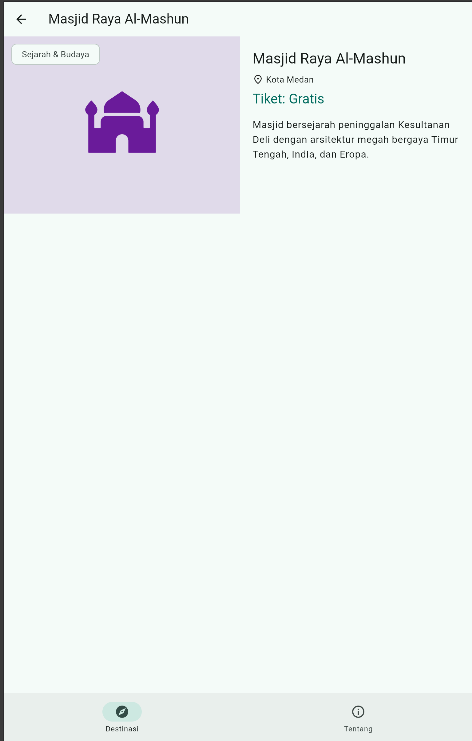 Masjid Raya Al-Mashun
Sejarah & Budaya
Masjid Raya Al-Mashun
Kota Medan
Tiket: Gratis
Masjid bersejarah peninggalan Kesultanan
Deli dengan arsitektur megah bergaya Timur
Tengah, India, dan Eropa.
Destinasi
Tentang